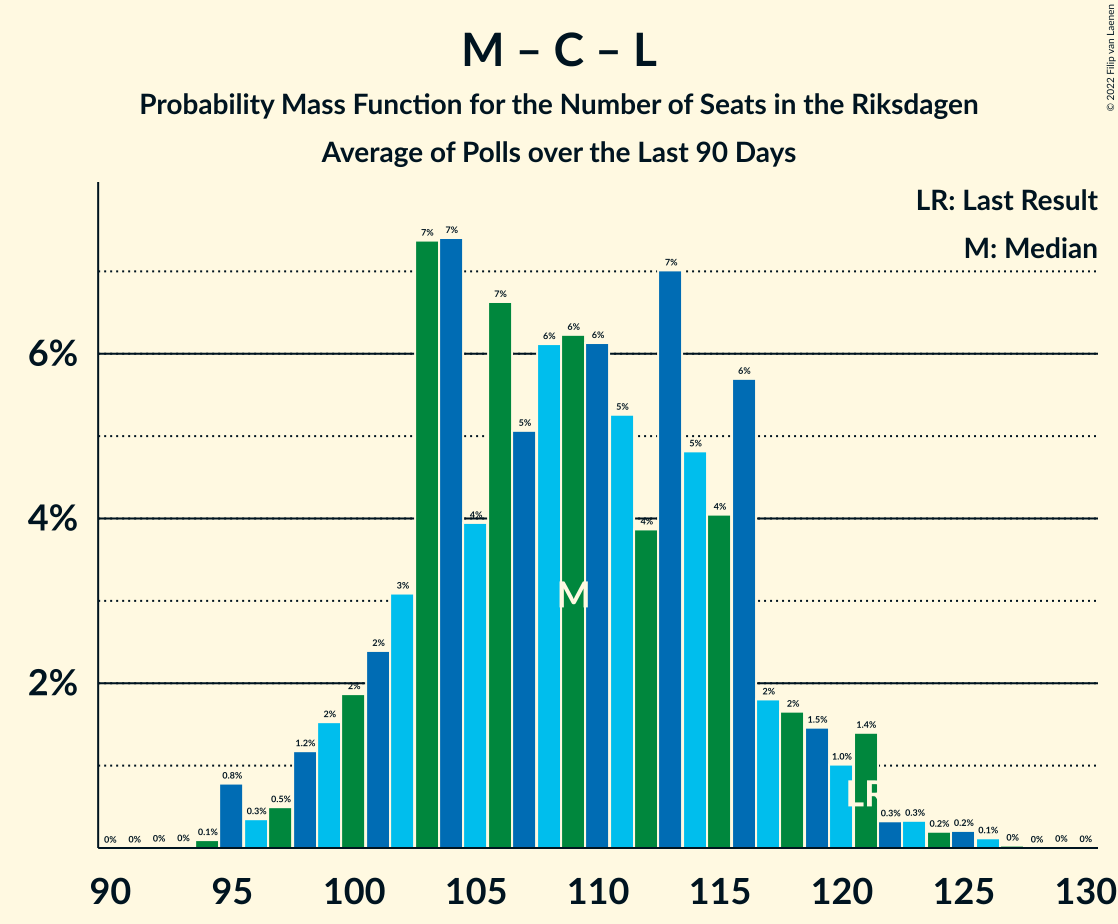 M – C – L
Probability Mass Function for the Number of Seats in the Riksdagen
Average of Polls over the Last 90 Days
© 2022 Filip van Laenen
LR: Last Result
M: Median
6%
4%
2%
0% 0% 0% 0% 0.1% 0.8% 0.3% 0.5% 1.2% 2% 2% 2% 3% 7% 7% 4% 7% 5% 6% 6% 6% 5% 4% 7% 5% 4% 6% 2% 2% 1.5% 1.0% 1.4% 0.3% 0.3% 0.2% 0.2% 0.1% 0% 0% 0% 0%
M
LR
90 95 100 105 110 115 120 125 130